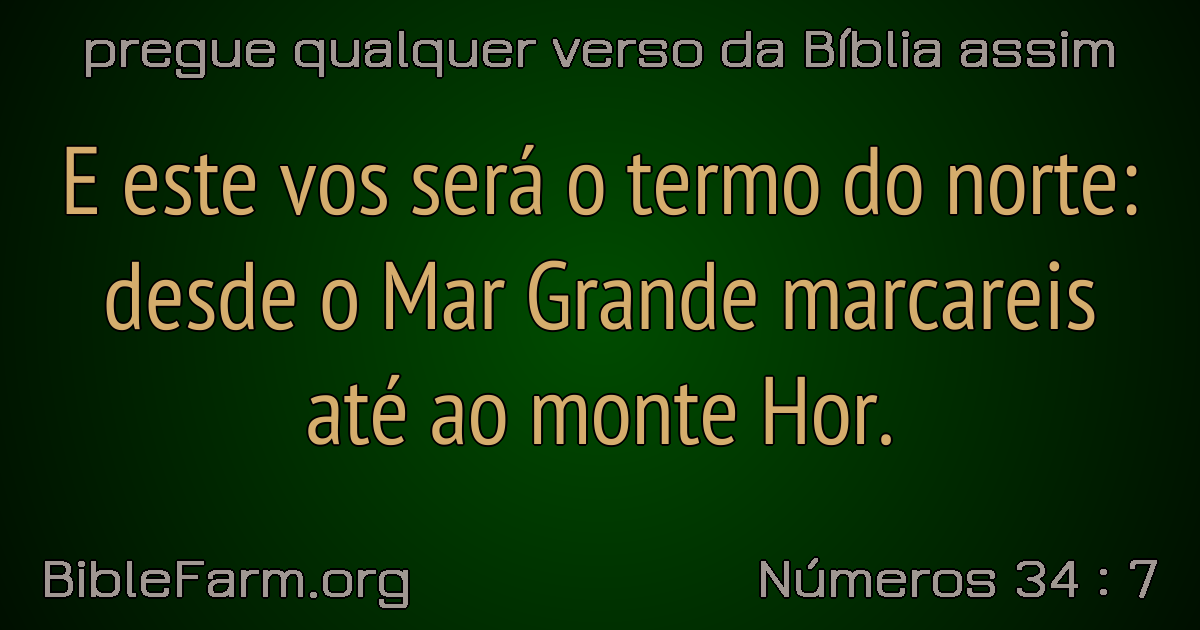 pregue qualquer verso da Bíblia assim
E este vos será o termo do norte:
desde o Mar Grande marcareis
até ao monte Hor.
BibleFarm.org
Números 34 : 7